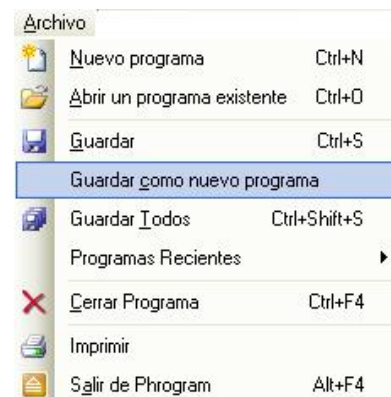 Archivo
Nuevo programa Ctrl+N
Abrir un programa existente Ctrl+O
Guardar Ctrl+S
Guardar como nuevo programa
Guardar Todos Ctrl+Shift+S
Programas Recientes
Cerrar Programa Ctrl+F4
Imprimir
Salir de Phrogram Alt+F4